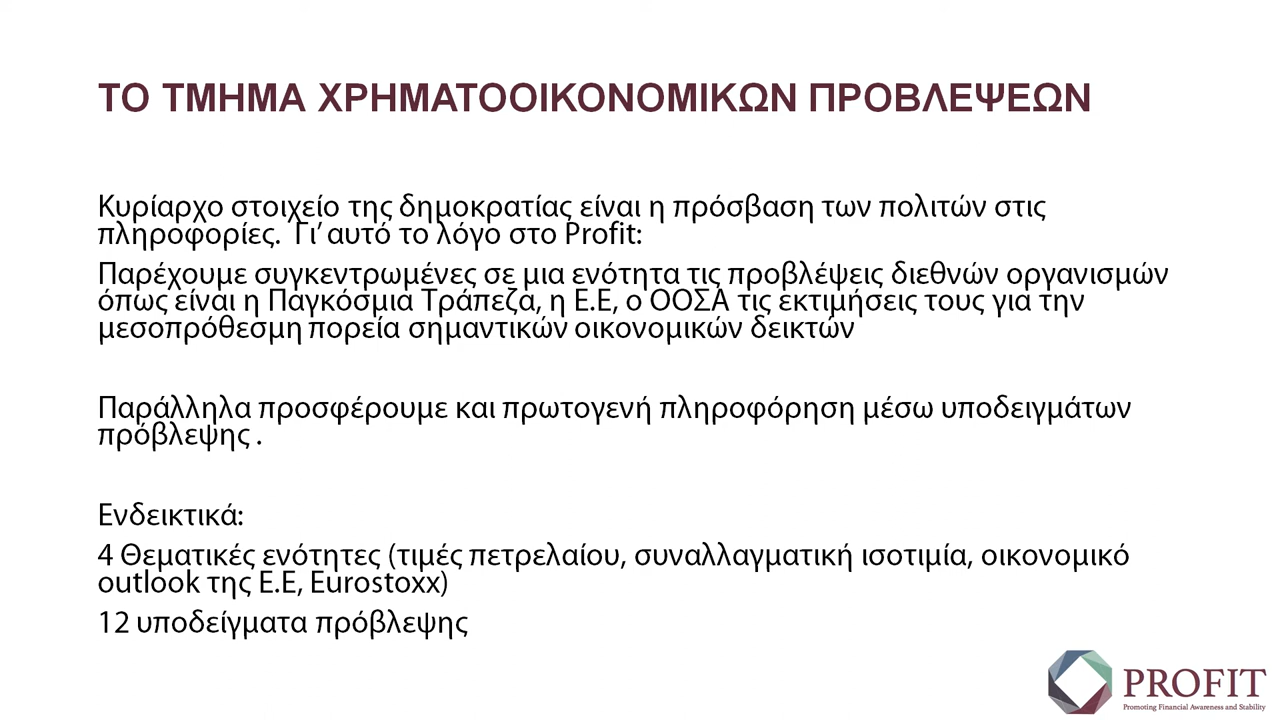 ΤΟ ΤΜΗΜΑ ΧΡΗΜΑΤΟΟΙΚΟΝΟΜΙΚΩΝ ΠΡΟΒΛΕΨΕΩΝ
Κυρίαρχο στοιχείο της δημοκρατίας είναι η πρόσβαση των πολιτών στις
πληροφορίες.  Γι’ αυτό το λόγο στο Profit:
Παρέχουμε συγκεντρωμένες σε μια ενότητα τις προβλέψεις διεθνών οργανισμών
όπως είναι η Παγκόσμια Τράπεζα, η Ε.Ε, ο ΟΟΣΑ τις εκτιμήσεις τους για την
μεσοπρόθεσμη πορεία σημαντικών οικονομικών δεικτών
Παράλληλα προσφέρουμε και πρωτογενή πληροφόρηση μέσω υποδειγμάτων
πρόβλεψης .
Ενδεικτικά:
4 Θεματικές ενότητες (τιμές πετρελαίου, συναλλαγματική ισοτιμία, οικονομικό
outlook της Ε.Ε, Eurostoxx)
12 υποδείγματα πρόβλεψης
PROFIT
Promoting Financial Awareness and Stability